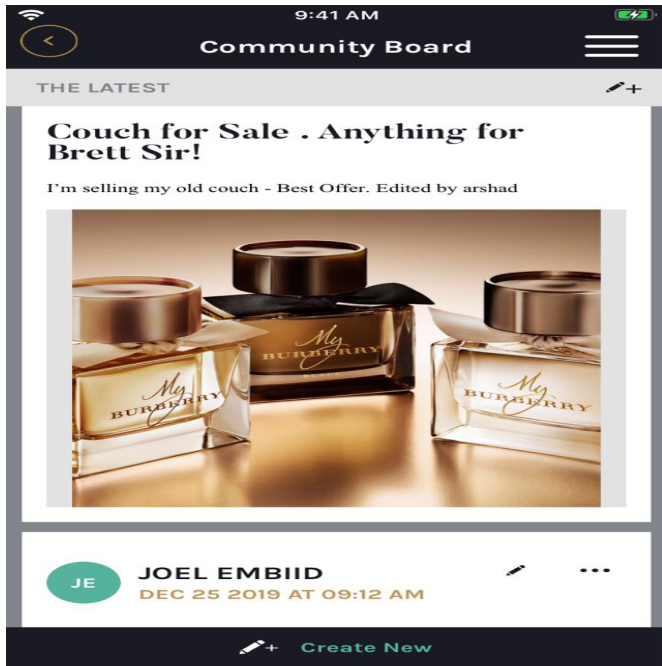 9:41 AM
Community Board
THE LATEST
Couch for Sale . Anything for
Brett Sir!
I'm selling my old couch - Best Offer. Edited by arshad
My
BURBERRY
BLACK
My
BURBERRY
My
BURBERRY
JE
JOEL EMBIID
DEC 25 2019 AT 09:12 AM
Create New